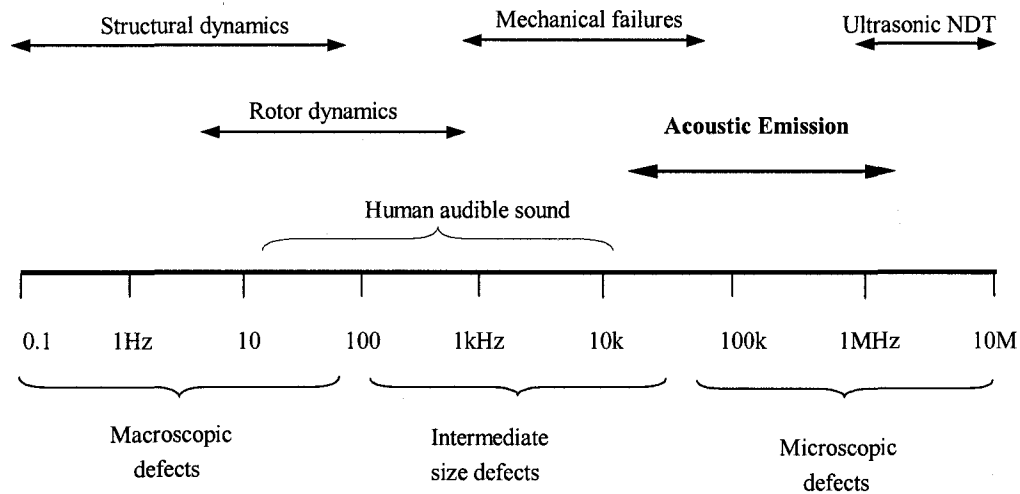 Structural dynamics
Mechanical failures
Ultrasonic NDT
Rotor dynamics
Acoustic Emission
Human audible sound
0.1 1Hz 10 100 1kHz 10k 100k 1MHz 10M
Macroscopic
defects
Intermediate
size defects
Microscopic
defects